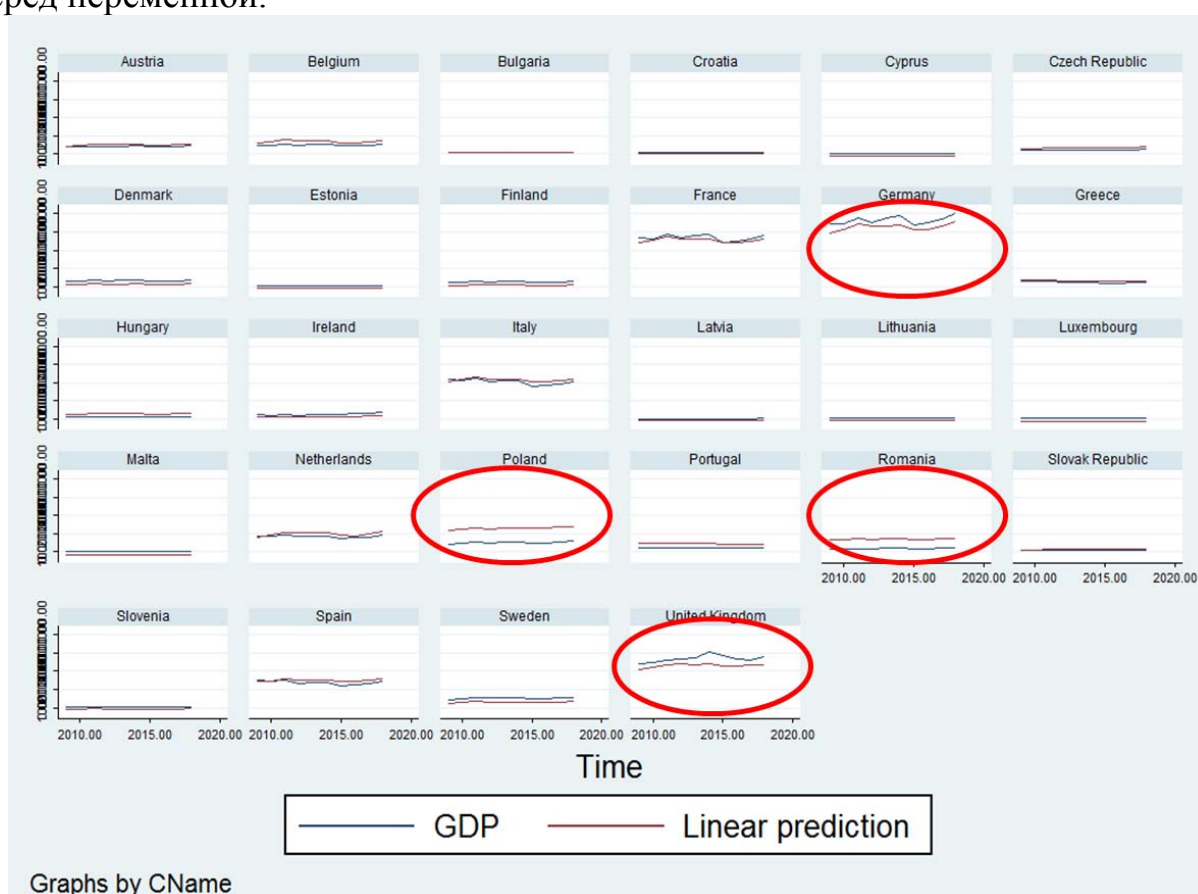 перед переменной.
Austria Belgium Bulgaria Croatia Cyprus Czech Republic
Denmark Estonia Finland France Germany Greece
Hungary Ireland Italy Latvia Lithuania Luxembourg
Malta Netherlands Poland Portugal Romania Slovak Republic
2010.00 2015.00 2020.00 2010.00 2015.00 2020.00
Slovenia Spain Sweden United Kingdom
2010.00 2015.00 2020.00 2010.00 2015.00 2020.00 2010.00 2015.00 2020.00 2010.00 2015.00 2020.00
Time
GDP Linear prediction
Graphs by CName